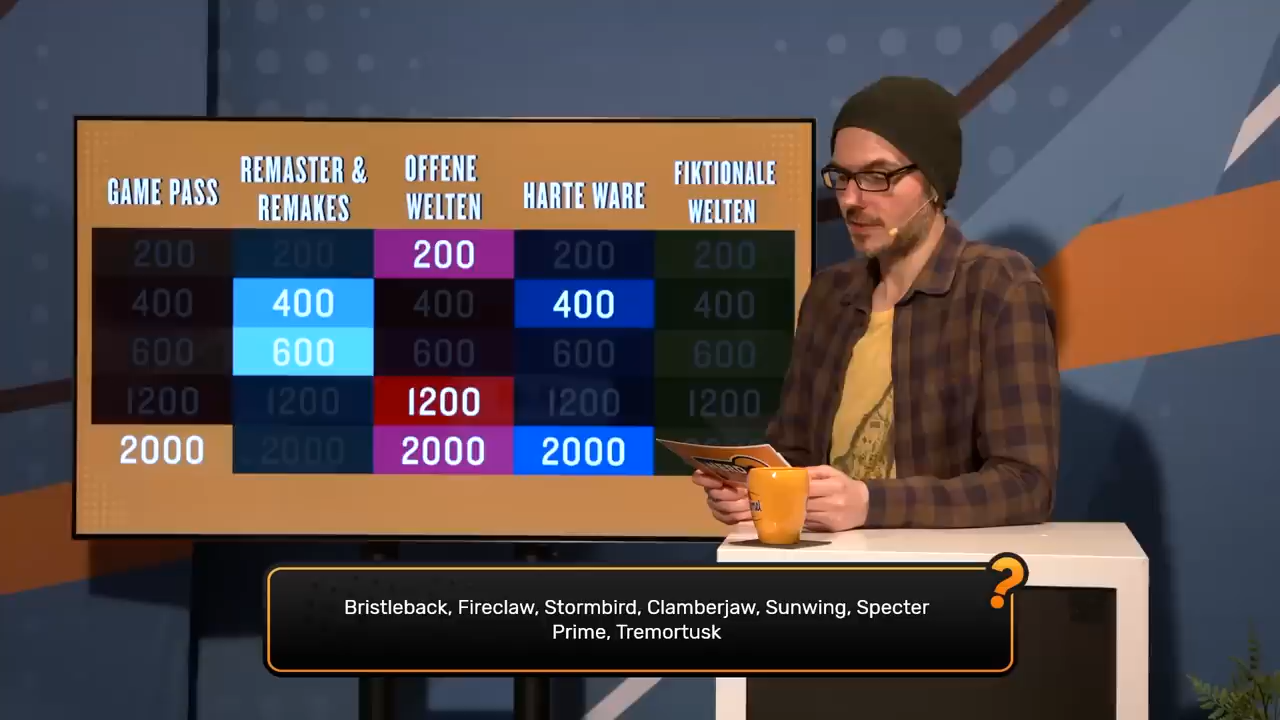 GAME PASS
REMASTER &
REMAKES
OFFENE
WELTEN
HARTE WARE
FIKTIONALE
WELTEN
200 200 200 200 200
400 400 400 400 400
600 600 600 600 600
1200 1200 1200 1200 1200
2000 2000 2000 2000
Bristleback, Fireclaw, Stormbird, Clamberjaw, Sunwing, Specter
Prime, Tremortusk
?